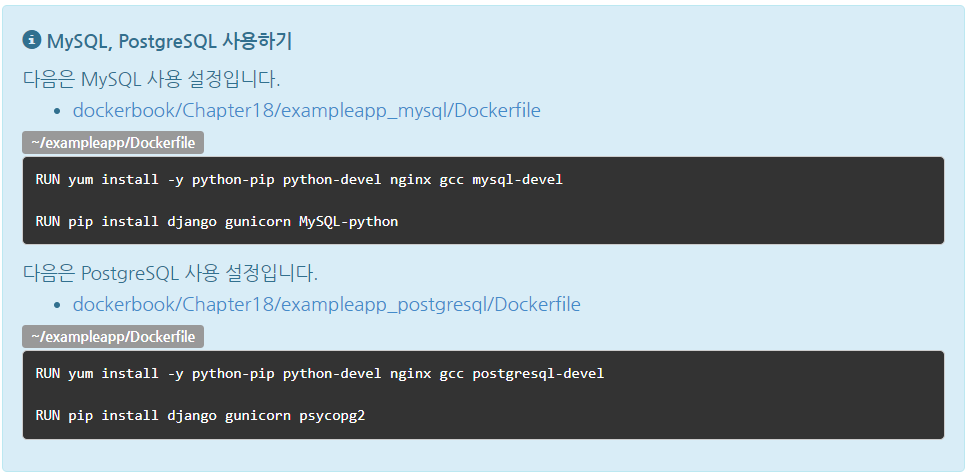 MySQL, PostgreSQL 사용하기
다음은 MySQL 사용 설정입니다.
• dockerbook/Chapter18/exampleapp_mysql/Dockerfile
~/exampleapp/Dockerfile
RUN yum install -y python-pip python-devel nginx gcc mysql-devel
RUN pip install django gunicorn MySQL-python
다음은 PostgreSQL 사용 설정입니다.
• dockerbook/Chapter18/exampleapp_postgresql/Dockerfile
~/exampleapp/Dockerfile
RUN yum install -y python-pip python-devel nginx gcc postgresql-devel
RUN pip install django gunicorn psycopg2